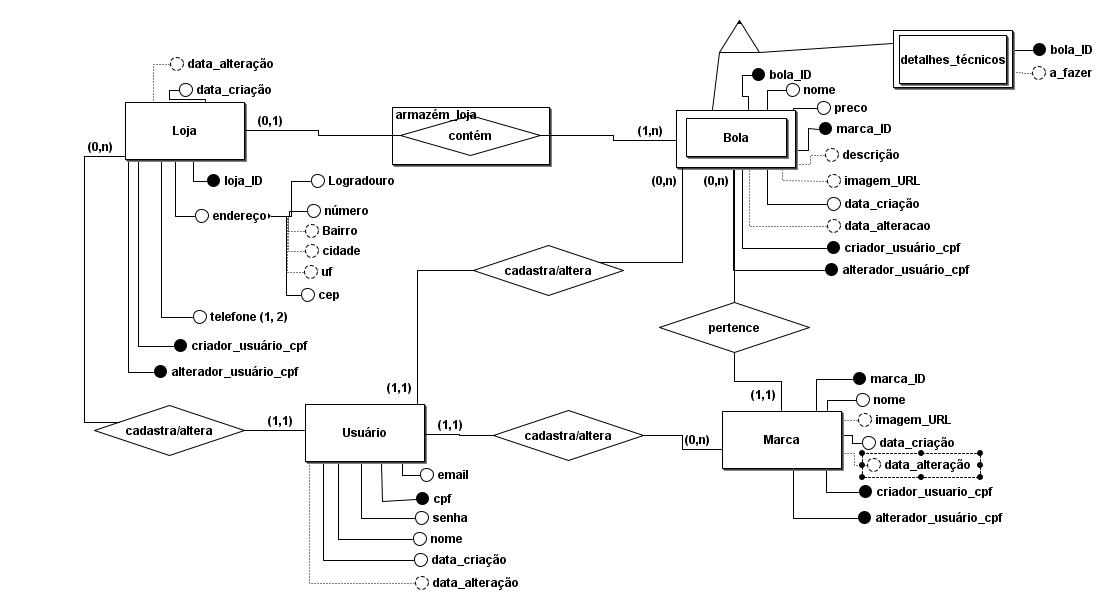 data_alteração
data_criação
Loja
(0,1)
(0,n)
loja_ID
endereço
Logradouro
número
Bairro
cidade
uf
cep
telefone (1, 2)
criador_usuário_cpf
alterador_usuário_cpf
armazém_loja
contém
(1,n)
detalhes_técnicos
bola_ID
a_fazer
Bola
bola_ID
nome
preco
marca_ID
descrição
imagem_URL
data_criação
data_alteracao
criador_usuário_cpf
alterador_usuário_cpf
(0,n)
(0,n)
cadastra/altera
pertence
(1,1)
(1,1)
cadastra/altera
(1,1)
Usuário
(1,1)
cadastra/altera
(0,n)
Marca
marca_ID
nome
imagem_URL
data_criação
data_alteração
criador_usuario_cpf
alterador_usuário_cpf
email
cpf
senha
nome
data_criação
data_alteração